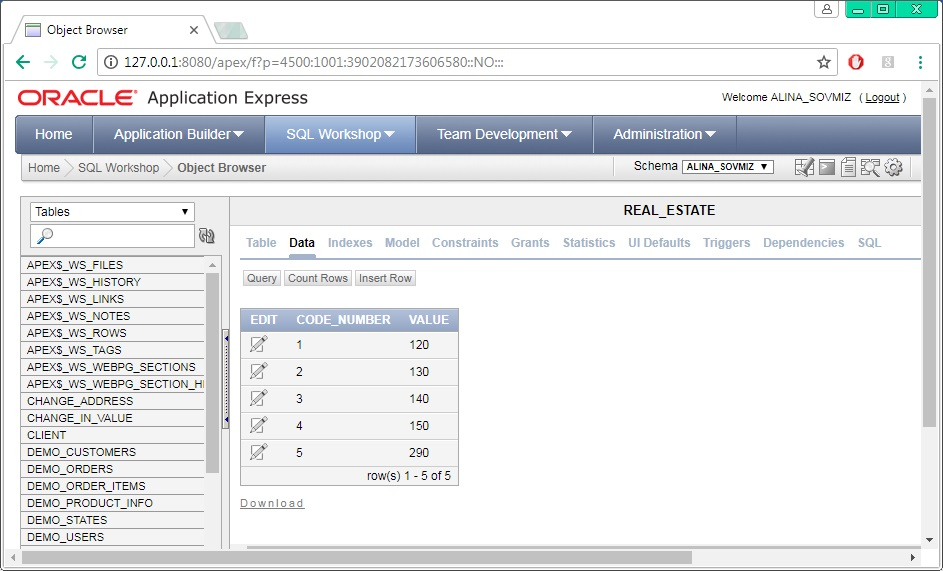 Object Browser
127.0.0.1:8080/apex/f?p=4500:1001:3902082173606580::NO:::
ORACLE Application Express
Welcome ALINA_SOVMIZ ( Logout )
Home Application Builder SQL Workshop Team Development Administration
Home SQL Workshop Object Browser
Schema ALINA_SOVMIZ
Tables
APEX$_WS_FILES
APEX$_WS_HISTORY
APEX$_WS_LINKS
APEX$_WS_NOTES
APEX$_WS_ROWS
APEX$_WS_TAGS
APEX$_WS_WEBPG_SECTIONS
APEX$_WS_WEBPG_SECTION_HI
CHANGE_ADDRESS
CHANGE_IN_VALUE
CLIENT
DEMO_CUSTOMERS
DEMO_ORDERS
DEMO_ORDER_ITEMS
DEMO_PRODUCT_INFO
DEMO_STATES
DEMO_USERS
REAL_ESTATE
Table Data Indexes Model Constraints Grants Statistics UI Defaults Triggers Dependencies SQL
Query Count Rows Insert Row
EDIT CODE_NUMBER VALUE
1 120
2 130
3 140
4 150
5 290
row(s) 1 - 5 of 5
Download